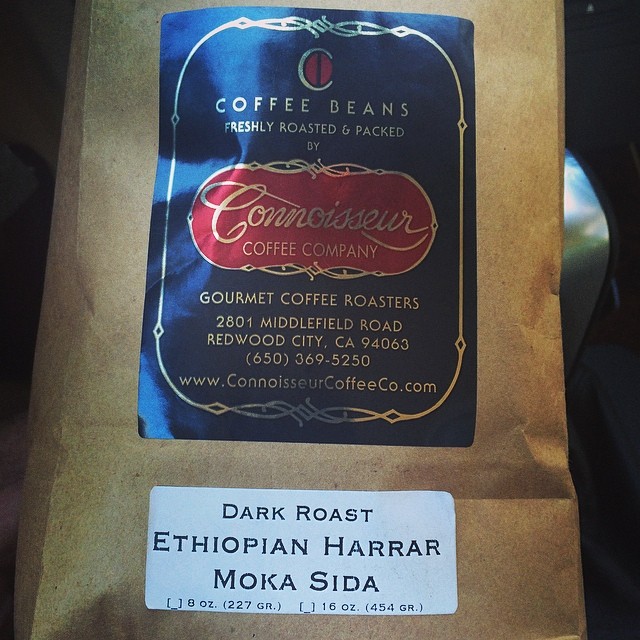 COFFEE BEANS
FRESHLY ROASTED & PACKED
BY
Connoisseur
COFFEE COMPANY
GOURMET COFFEE ROASTERS
2801 MIDDLEFIELD ROAD
REDWOOD CITY, CA 94063
(650) 369-5250
www.ConnoisseurCoffeeCo.com
DARK ROAST
ETHIOPIAN HARRAR
MOKA SIDA
[_] 8 OZ. (227 GR.) [_] 16 OZ. (454 GR.)